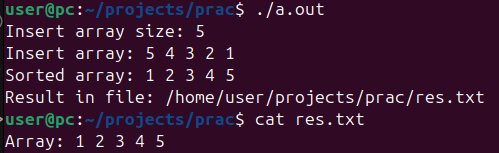 user@pc:~/projects/prac$ ./a.out
Insert array size: 5
Insert array: 5 4 3 2 1
Sorted array: 1 2 3 4 5
Result in file: /home/user/projects/prac/res.txt
user@pc:~/projects/prac$ cat res.txt
Array: 1 2 3 4 5